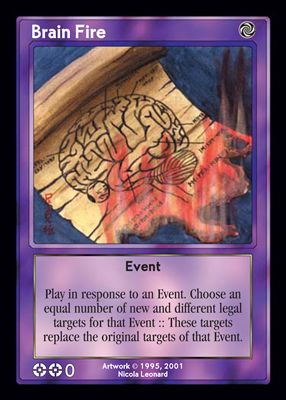 Brain Fire
Event
Play in response to an Event. Choose an
equal number of new and different legal
targets for that Event :: These targets
replace the original targets of that Event.
0
Artwork © 1995, 2001
Nicola Leonard